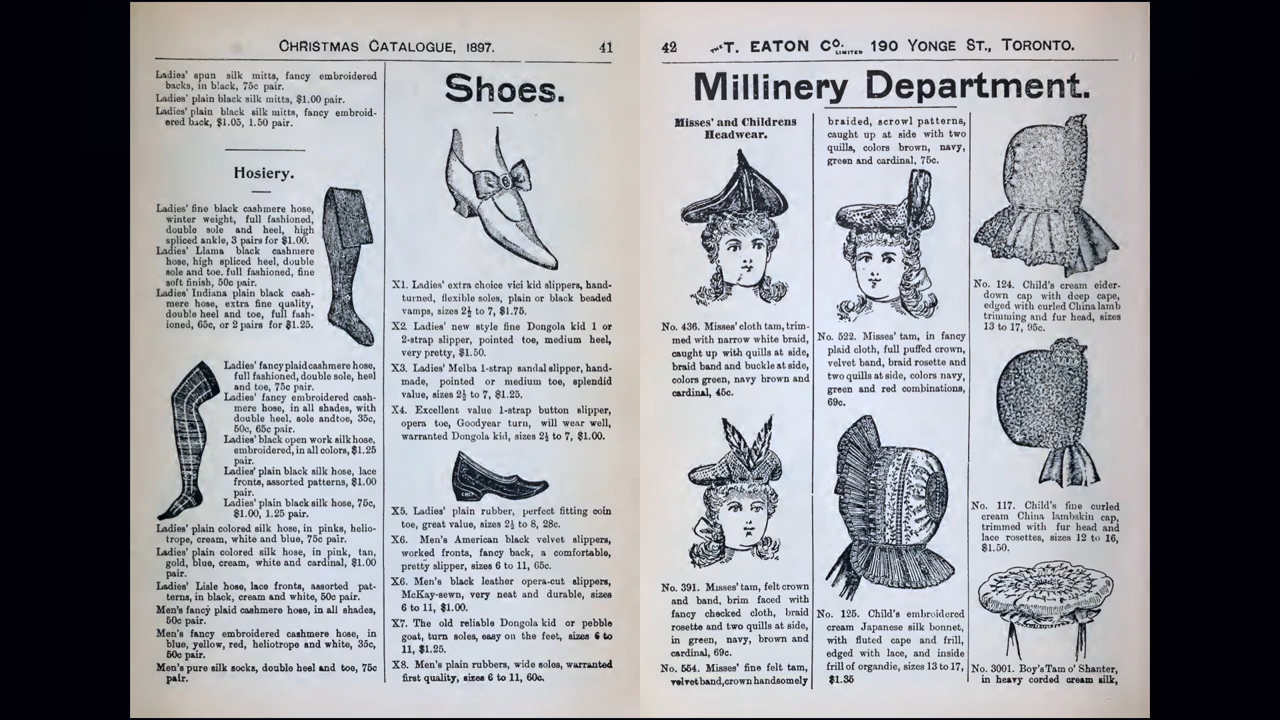 CHRISTMAS CATALOGUE, 1897. 41
Ladies' spun silk mitts, fancy embroidered
backs, in black, 75c pair.
Ladies' plain black silk mitts, $1.00 pair.
Ladies' plain black silk mitts, fancy embroid-
ered back, $1.05, 1.50 pair.
Hosiery.
Ladies' fine black cashmere hose,
winter weight, full fashioned,
double sole and heel, high
spliced ankle, 3 pairs for $1.00.
Ladies' Llama black cashmere
hose, high spliced heel, double
sole and toe. full fashioned, fine
soft finish, 50c pair.
Ladies' Indiana plain black cash-
mere hose, extra fine quality,
double heel and toe, full fash-
ioned, 65c, or 2 pairs for $1.25.
Ladies' fancy plaid cashmere hose,
full fashioned, double sole, heel
and toe, 75c pair.
Ladies' fancy embroidered cash-
mere hose, in all shades, with
double heel, sole and toe, 35c,
50c, 65c pair.
Ladies' black open work silk hose,
embroidered, in all colors, $1.25
pair.
Ladies' plain black silk hose, lace
fronts, assorted patterns, $1.00
pair.
Ladies' plain black silk hose, 75c,
$1.00, 1.25 pair.
Ladies' plain colored silk hose, in pinks, helio-
trope, cream, white and blue, 75c pair.
Ladies' plain colored silk hose, in pink, tan,
gold, blue, cream, white and cardinal, $1.00
pair.
Ladies' Lisle hose, lace fronts, assorted pat-
terns, in black, cream and white, 50c pair.
Men's fancy plaid cashmere hose, in all shades,
50c pair.
Men's fancy embroidered cashmere hose, in
blue, yellow, red, heliotrope and white, 35c,
50c pair.
Men's pure silk socks, double heel and toe, 75c
pair.
Shoes.
X1. Ladies' extra choice vici kid slippers, hand-
turned, flexible soles, plain or black beaded
vamps, sizes 2½ to 7, $1.75.
X2. Ladies' new style fine Dongola kid 1 or
2-strap slipper, pointed toe, medium heel,
very pretty, $1.50.
X3. Ladies' Melba 1-strap sandal slipper, hand-
made, pointed or medium toe, splendid
value, sizes 2½ to 7, $1.25.
X4. Excellent value 1-strap button slipper,
opera toe, Goodyear turn, will wear well,
warranted Dongola kid, sizes 2½ to 7, $1.00.
X5. Ladies' plain rubber, perfect fitting coin
toe, great value, sizes 2½ to 8, 28c.
X6. Men's American black velvet slippers,
worked fronts, fancy back, a comfortable,
pretty slipper, sizes 6 to 11, 65c.
X6. Men's black leather opera-cut slippers,
McKay-sewn, very neat and durable, sizes
6 to 11, $1.00.
X7. The old reliable Dongola kid or pebble
goat, turn soles, easy on the feet, sizes 6 to
11, $1.25.
X8. Men's plain rubbers, wide soles, warranted
first quality, sizes 6 to 11, 60c.
42 THE T. EATON CO. LIMITED 190 YONGE ST., TORONTO.
Millinery Department.
Misses' and Childrens
Headwear.
No. 436. Misses' cloth tam, trim-
med with narrow white braid,
caught up with quills at side,
braid band and buckle at side,
colors green, navy brown and
cardinal, 45c.
No. 391. Misses' tam, felt crown
and band, brim faced with
fancy checked cloth, braid
rosette and two quills at side,
in green, navy, brown and
cardinal, 69c.
No. 554. Misses' fine felt tam,
velvet band, crown handsomely
braided, scrowl patterns,
caught up at side with two
quills, colors brown, navy,
green and cardinal, 75c.
No. 522. Misses' tam, in fancy
plaid cloth, full puffed crown,
velvet band, braid rosette and
two quills at side, colors navy,
green and red combinations,
69c.
No. 125. Child's embroidered
cream Japanese silk bonnet,
with fluted cape and frill,
edged with lace, and inside
frill of organdie, sizes 13 to 17,
$1.35
No. 124. Child's cream eider-
down cap with deep cape,
edged with curled China lamb
trimming and fur head, sizes
13 to 17, 95c.
No. 117. Child's fine curled
cream China lambskin cap,
trimmed with fur head and
lace rosettes, sizes 12 to 16,
$1.50.
No. 3001. Boy's Tam o' Shanter,
in heavy corded cream silk,